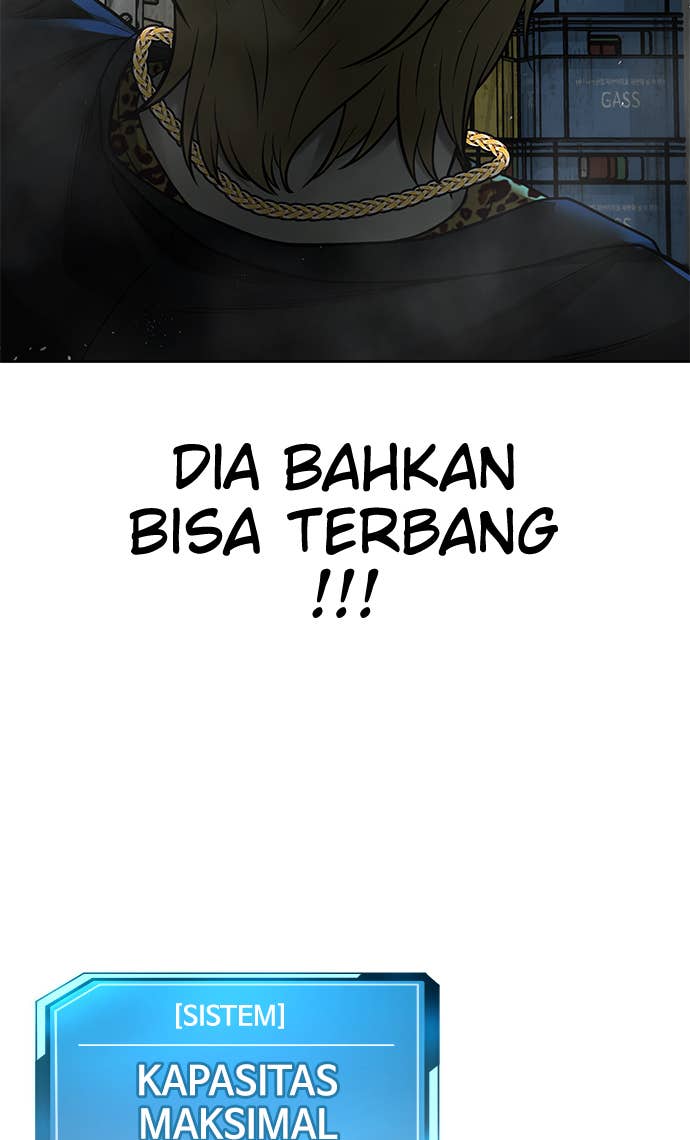 GASS
DIA BAHKAN
BISA TERBANG
!!!
[SISTEM]
KAPASITAS
MAKSIMAL